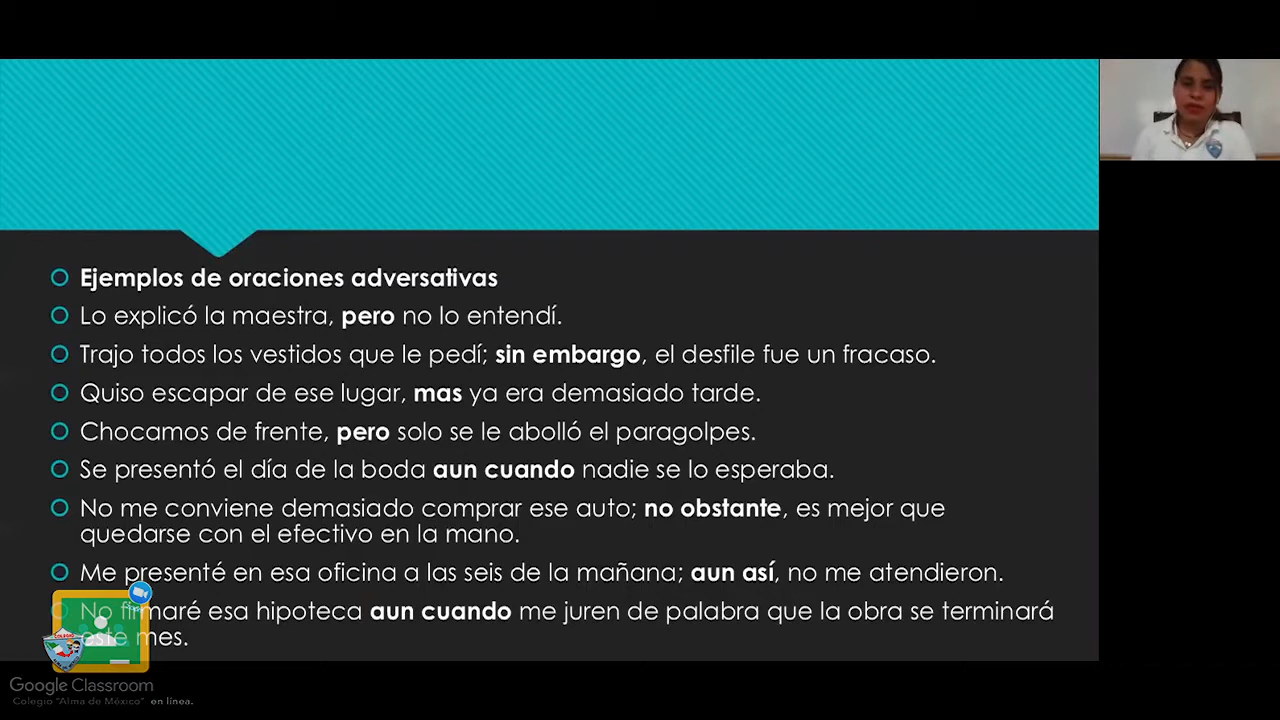 Ejemplos de oraciones adversativas
Lo explicó la maestra, pero no lo entendí.
Trajo todos los vestidos que le pedí; sin embargo, el desfile fue un fracaso.
Quiso escapar de ese lugar, mas ya era demasiado tarde.
Chocamos de frente, pero solo se le abolló el paragolpes.
Se presentó el día de la boda aun cuando nadie se lo esperaba.
No me conviene demasiado comprar ese auto; no obstante, es mejor que
quedarse con el efectivo en la mano.
Me presenté en esa oficina a las seis de la mañana; aun así, no me atendieron.
No firmaré esa hipoteca aun cuando me juren de palabra que la obra se terminará
este mes.
Google Classroom
Colegio "Alma de México" en línea.